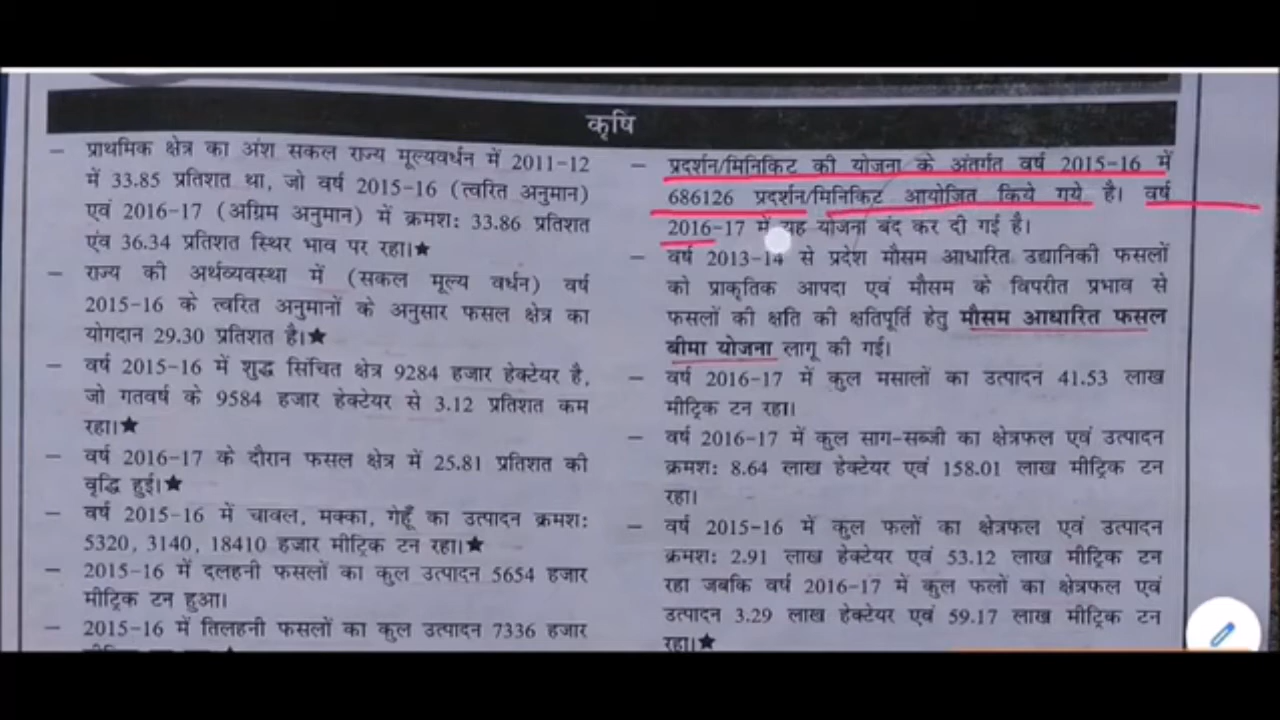 कृषि
– प्राथमिक क्षेत्र का अंश सकल राज्य मूल्यवर्धन में 2011-12
में 33.85 प्रतिशत था, जो वर्ष 2015-16 (त्वरित अनुमान)
एवं 2016-17 (अग्रिम अनुमान) में क्रमश: 33.86 प्रतिशत
एंव 36.34 प्रतिशत स्थिर भाव पर रहा।★
– राज्य की अर्थव्यवस्था में (सकल मूल्य वर्धन) वर्ष
2015-16 के त्वरित अनुमानों के अनुसार फसल क्षेत्र का
योगदान 29.30 प्रतिशत है।★
– वर्ष 2015-16 में शुद्ध सिंचित क्षेत्र 9284 हजार हेक्टेयर है,
जो गतवर्ष के 9584 हजार हेक्टेयर से 3.12 प्रतिशत कम
रहा।★
– वर्ष 2016-17 के दौरान फसल क्षेत्र में 25.81 प्रतिशत की
वृद्धि हुई।★
– वर्ष 2015-16 में चावल, मक्का, गेहूँ का उत्पादन क्रमश:
5320, 3140, 18410 हजार मीट्रिक टन रहा।★
– 2015-16 में दलहनी फसलों का कुल उत्पादन 5654 हजार
मीट्रिक टन हुआ।
– 2015-16 में तिलहनी फसलों का कुल उत्पादन 7336 हजार
– प्रदर्शन/मिनिकिट की योजना के अंतर्गत वर्ष 2015-16 में
686126 प्रदर्शन/मिनिकिट आयोजित किये गये है। वर्ष
2016-17 में यह योजना बंद कर दी गई है।
– वर्ष 2013-14 से प्रदेश मौसम आधारित उद्यानिकी फसलों
को प्राकृतिक आपदा एवं मौसम के विपरीत प्रभाव से
फसलों की क्षति की क्षतिपूर्ति हेतु मौसम आधारित फसल
बीमा योजना लागू की गई।
– वर्ष 2016-17 में कुल मसालों का उत्पादन 41.53 लाख
मीट्रिक टन रहा।
– वर्ष 2016-17 में कुल साग-सब्जी का क्षेत्रफल एवं उत्पादन
क्रमश: 8.64 लाख हेक्टेयर एवं 158.01 लाख मीट्रिक टन
रहा।
– वर्ष 2015-16 में कुल फलों का क्षेत्रफल एवं उत्पादन
क्रमश: 2.91 लाख हेक्टेयर एवं 53.12 लाख मीट्रिक टन
रहा जबकि वर्ष 2016-17 में कुल फलों का क्षेत्रफल एवं
उत्पादन 3.29 लाख हेक्टेयर एवं 59.17 लाख मीट्रिक टन
रहा।★